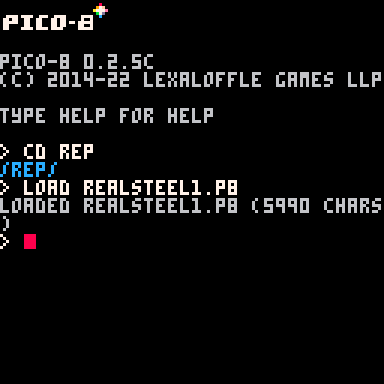 PICO-8
PICO-8 0.2.5C
(C) 2014-22 LEXALOFFLE GAMES LLP
TYPE HELP FOR HELP
> CD REP
/REP/
> LOAD REALSTEEL1.P8
LOADED REALSTEEL1.P8 (5990 CHARS
)
>